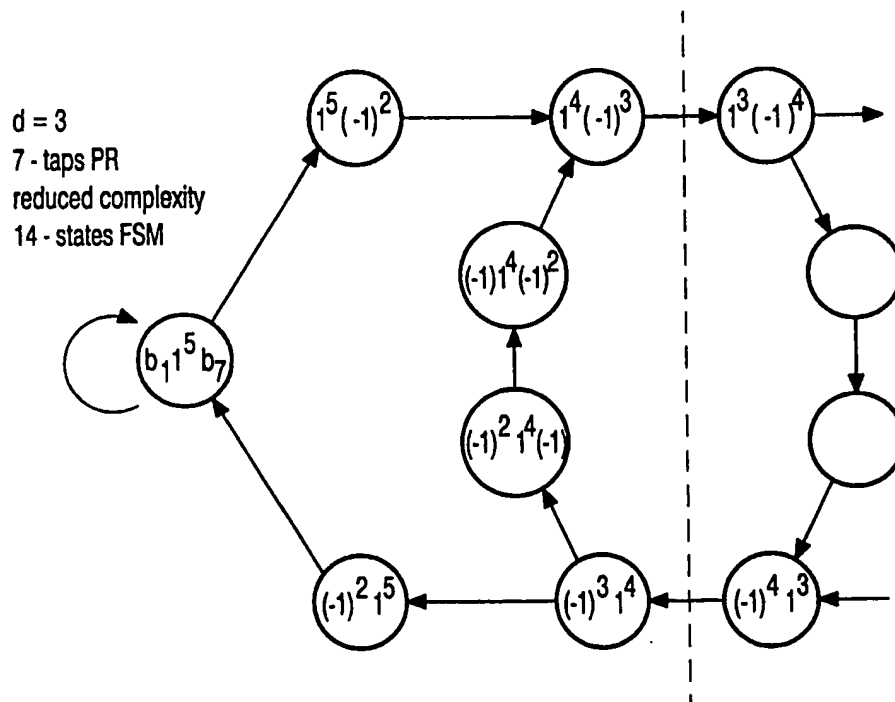 d = 3
7 - taps PR
reduced complexity
14 - states FSM
1^5(-1)^2
1^4(-1)^3
1^3(-1)^4
(-1)1^4(-1)^2
b_1 1^5 b_7
(-1)^2 1^4(-1)
(-1)^2 1^5
(-1)^3 1^4
(-1)^4 1^3